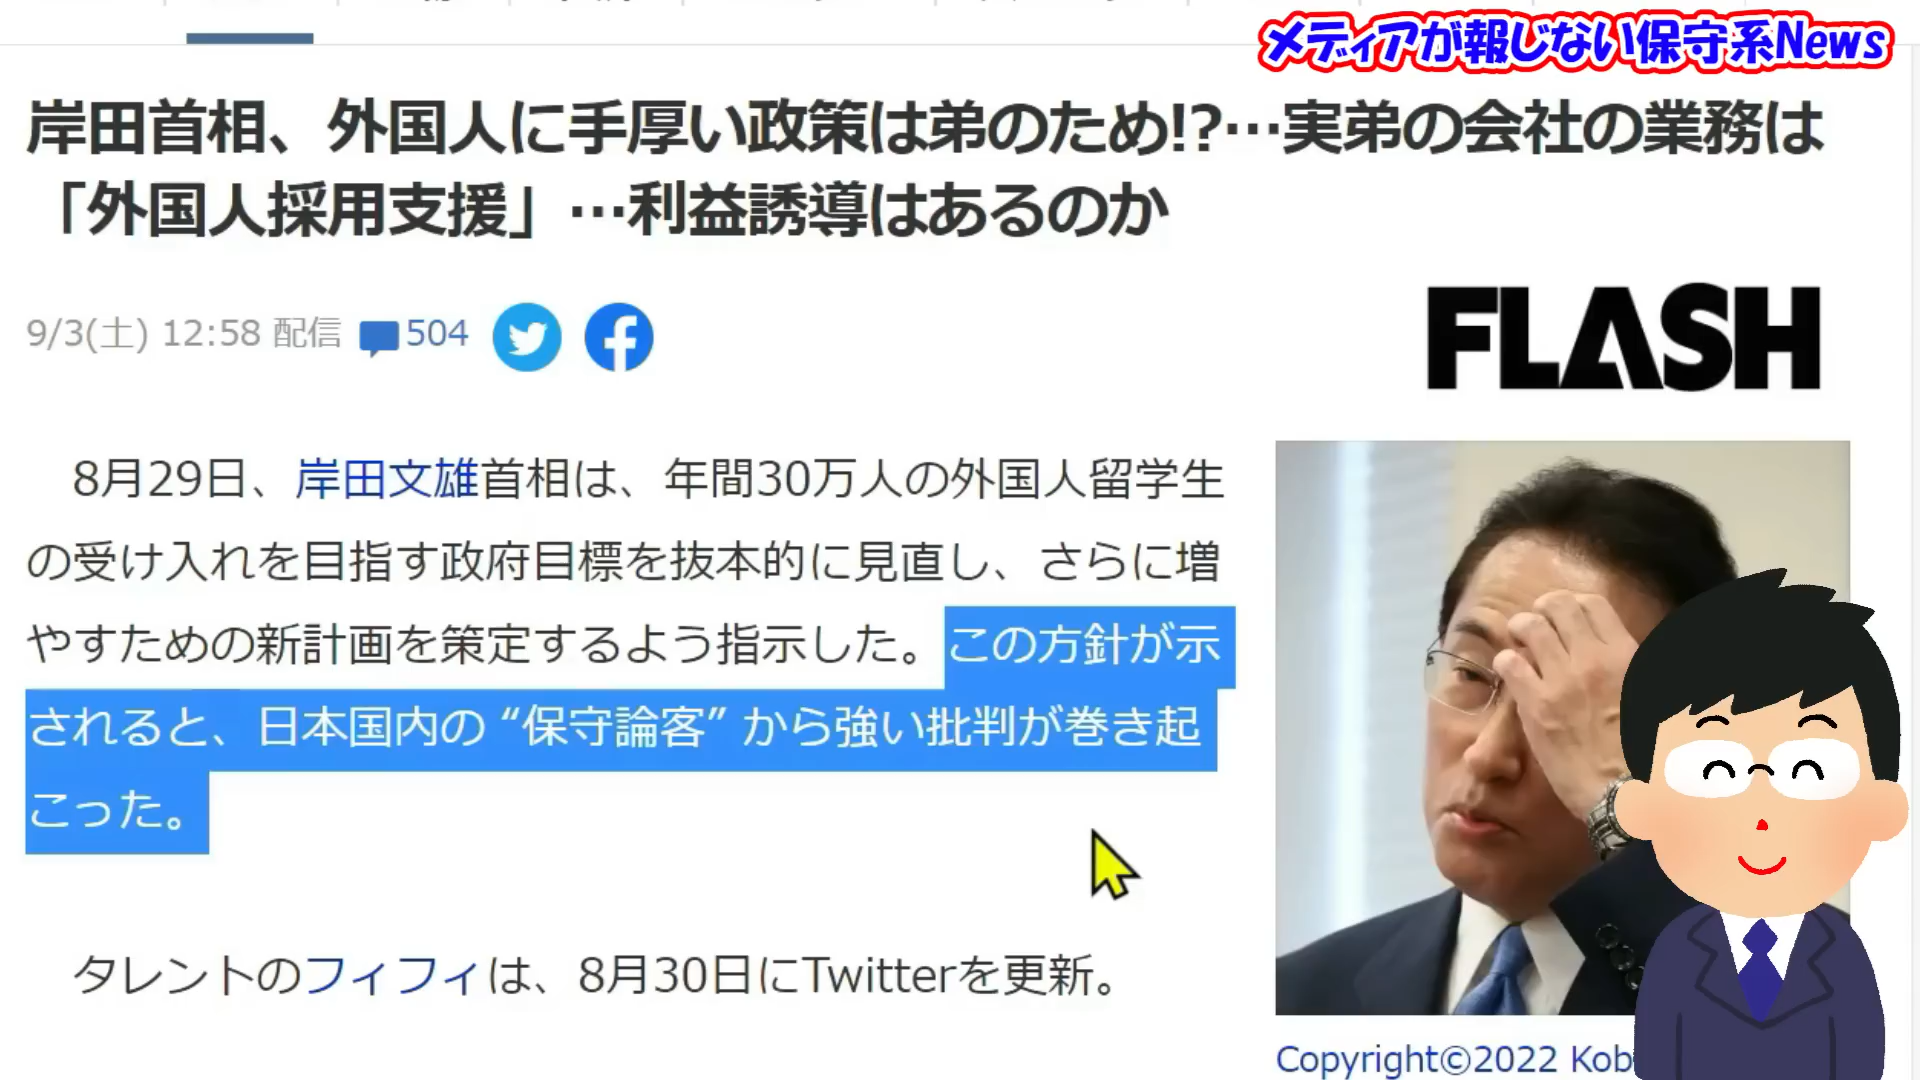 メディアが報じない保守系News
岸田首相、外国人に手厚い政策は弟のため!?…実弟の会社の業務は
「外国人採用支援」…利益誘導はあるのか
9/3(土) 12:58 配信 504
FLASH
8月29日、岸田文雄首相は、年間30万人の外国人留学生
の受け入れを目指す政府目標を抜本的に見直し、さらに増
やすための新計画を策定するよう指示した。この方針が示
されると、日本国内の“保守論客”から強い批判が巻き起
こった。
タレントのフィフィは、8月30日にTwitterを更新。
Copyright©2022 Kob